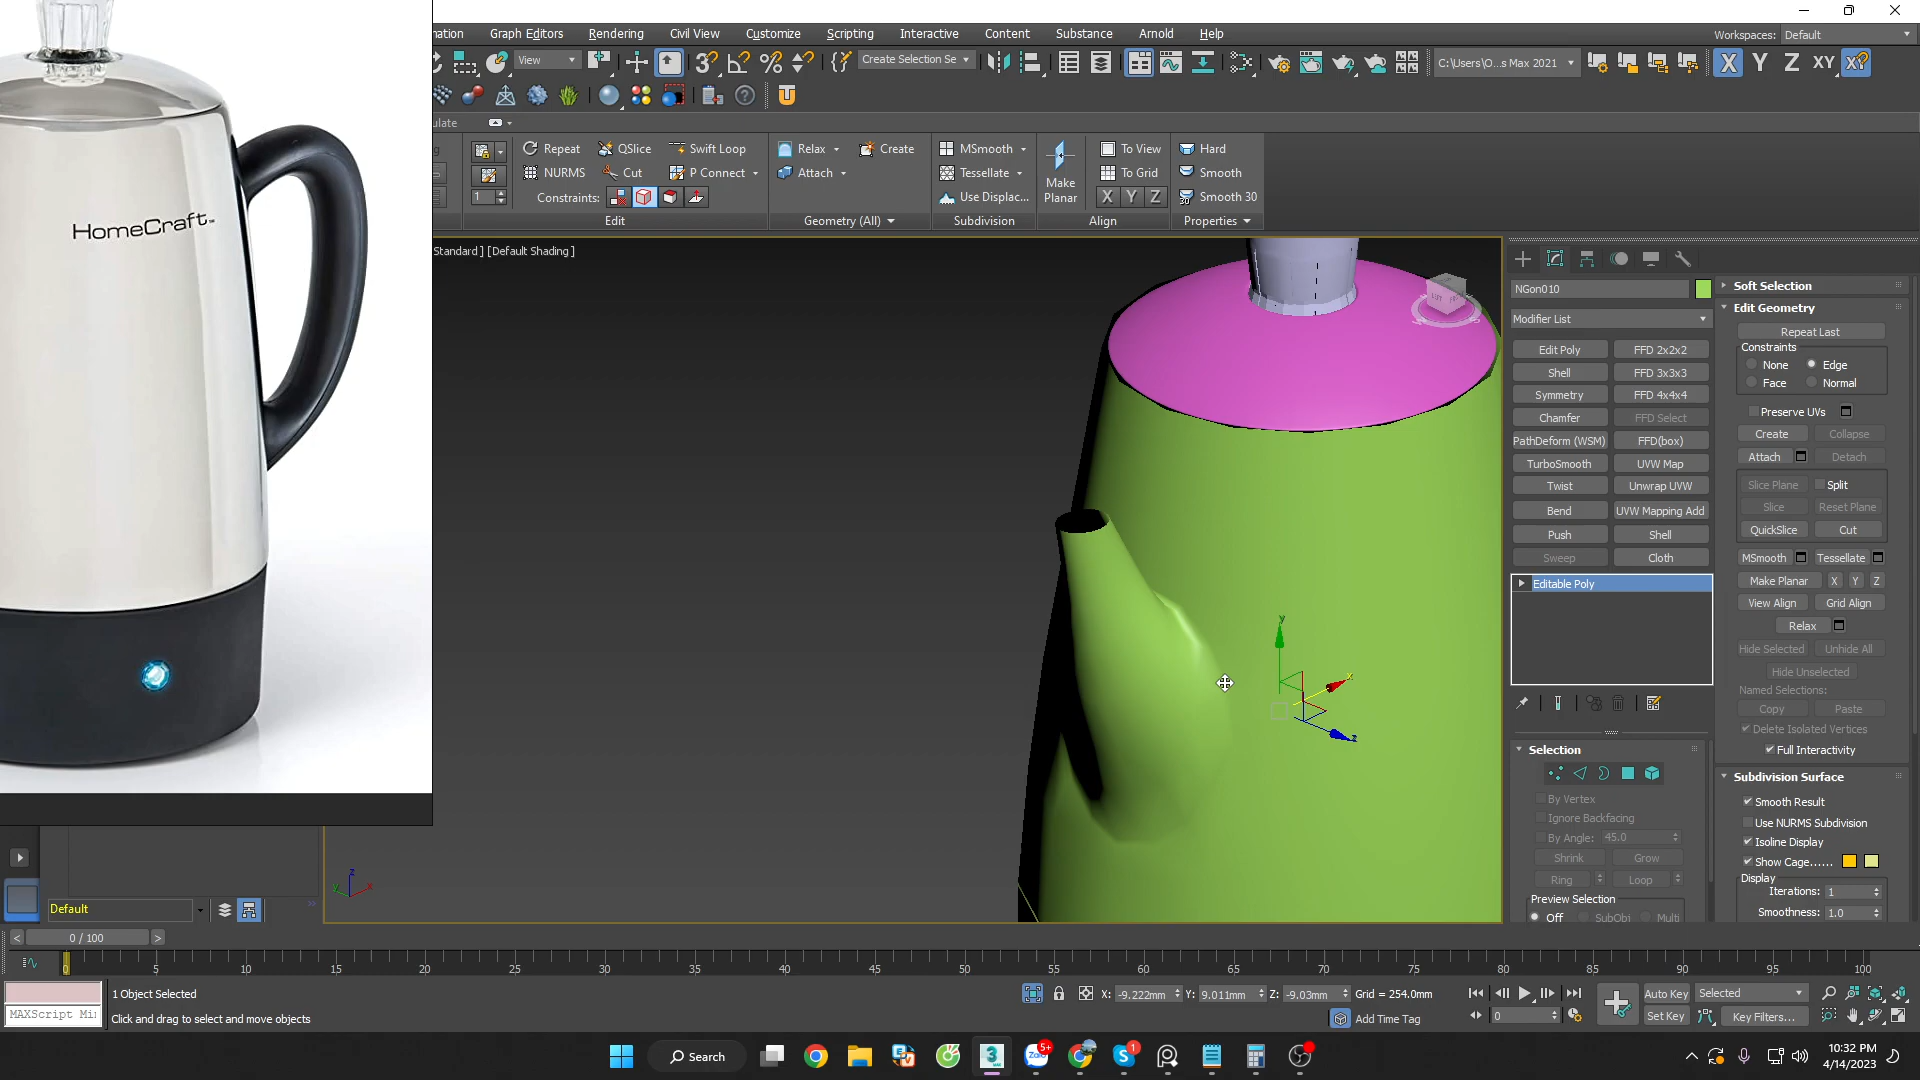 Workspaces: Default
Graph Editors Rendering Civil View Customize Scripting Interactive Content Substance Arnold Help
View
Create Selection Se
C:\Users\O...s Max 2021
X Y Z XY
HomeCraft
Repeat QSlice Swift Loop
NURMS Cut P Connect
1 Constraints:
Edit
Relax Create
Attach
Geometry (All)
MSmooth
Tessellate
Use Displac...
Subdivision
Make Planar
To View
To Grid
X Y Z
Align
Hard
Smooth
Smooth 30
Properties
Standard ] [Default Shading ]
NGon010
Modifier List
Edit Poly FFD 2x2x2
Shell FFD 3x3x3
Symmetry FFD 4x4x4
Chamfer FFD Select
PathDeform (WSM) FFD(box)
TurboSmooth UVW Map
Twist Unwrap UVW
Bend UVW Mapping Add
Push Shell
Sweep Cloth
Editable Poly
Selection
By Vertex
Ignore Backfacing
By Angle: 45.0
Shrink Grow
Ring Loop
Preview Selection
Off SubObj Multi
Soft Selection
Edit Geometry
Repeat Last
Constraints
None Edge
Face Normal
Preserve UVs
Create Collapse
Attach Detach
Slice Plane Split
Slice Reset Plane
QuickSlice Cut
MSmooth Tessellate
Make Planar X Y Z
View Align Grid Align
Relax
Hide Selected Unhide All
Hide Unselected
Named Selections:
Copy Paste
Delete Isolated Vertices
Full Interactivity
Subdivision Surface
Smooth Result
Use NURMS Subdivision
Isoline Display
Show Cage......
Display
Iterations: 1
Smoothness: 1.0
x
y
z
Default
0 / 100
0 5 10 15 20 25 30 35 40 45 50 55 60 65 70 75 80 85 90 95 100
1 Object Selected
Click and drag to select and move objects
MAXScript Mi
X: -9.222mm Y: 9.011mm Z: -9.03mm Grid = 254.0mm
Add Time Tag
0
Auto Key Selected
Set Key Key Filters...
Search
5+
1
10:32 PM
4/14/2023